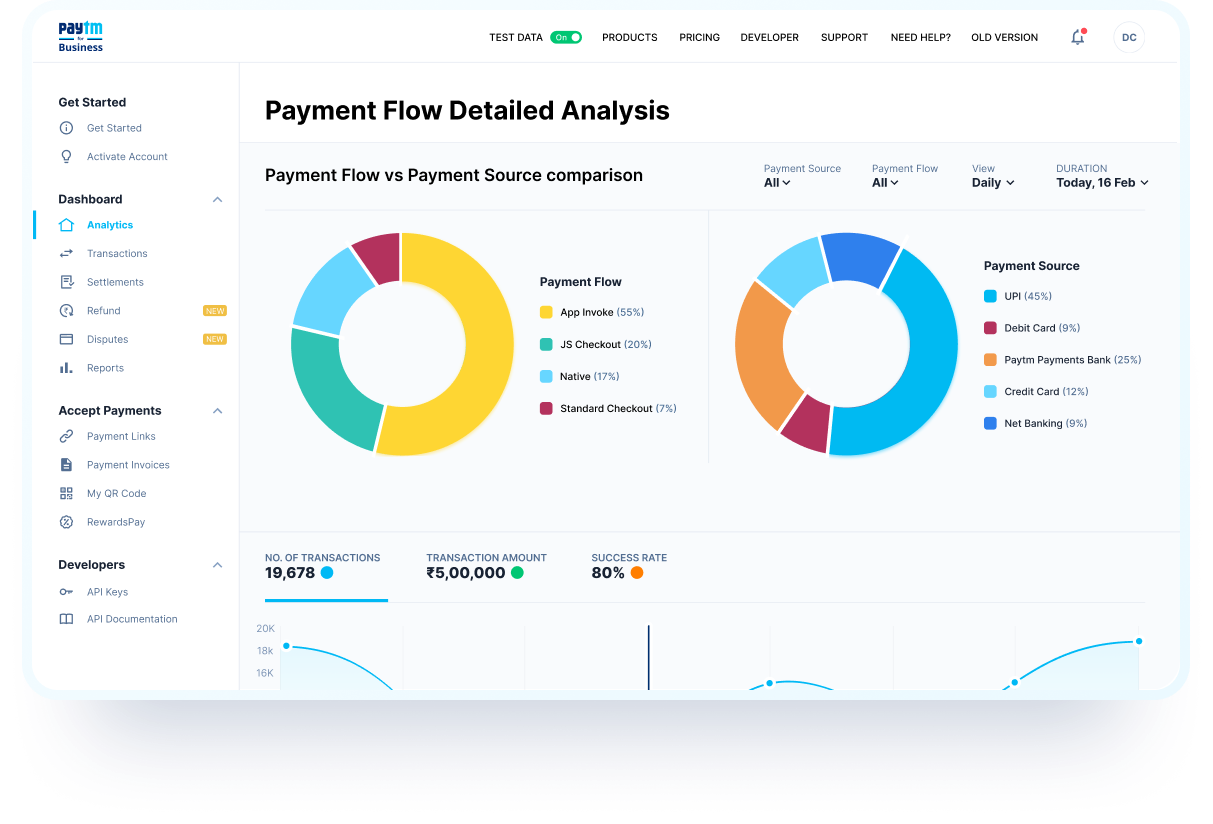 paytm
for
Business
TEST DATA On PRODUCTS PRICING DEVELOPER SUPPORT NEED HELP? OLD VERSION DC
Get Started
Get Started
Activate Account
Dashboard
Analytics
Transactions
Settlements
Refund NEW
Disputes NEW
Reports
Accept Payments
Payment Links
Payment Invoices
My QR Code
RewardsPay
Developers
API Keys
API Documentation
Payment Flow Detailed Analysis
Payment Flow vs Payment Source comparison
Payment Source Payment Flow View DURATION
All All Daily Today, 16 Feb
Payment Flow
App Invoke (55%)
JS Checkout (20%)
Native (17%)
Standard Checkout (7%)
Payment Source
UPI (45%)
Debit Card (9%)
Paytm Payments Bank (25%)
Credit Card (12%)
Net Banking (9%)
NO. OF TRANSACTIONS TRANSACTION AMOUNT SUCCESS RATE
19,678 ₹5,00,000 80%
20K
18k
16K